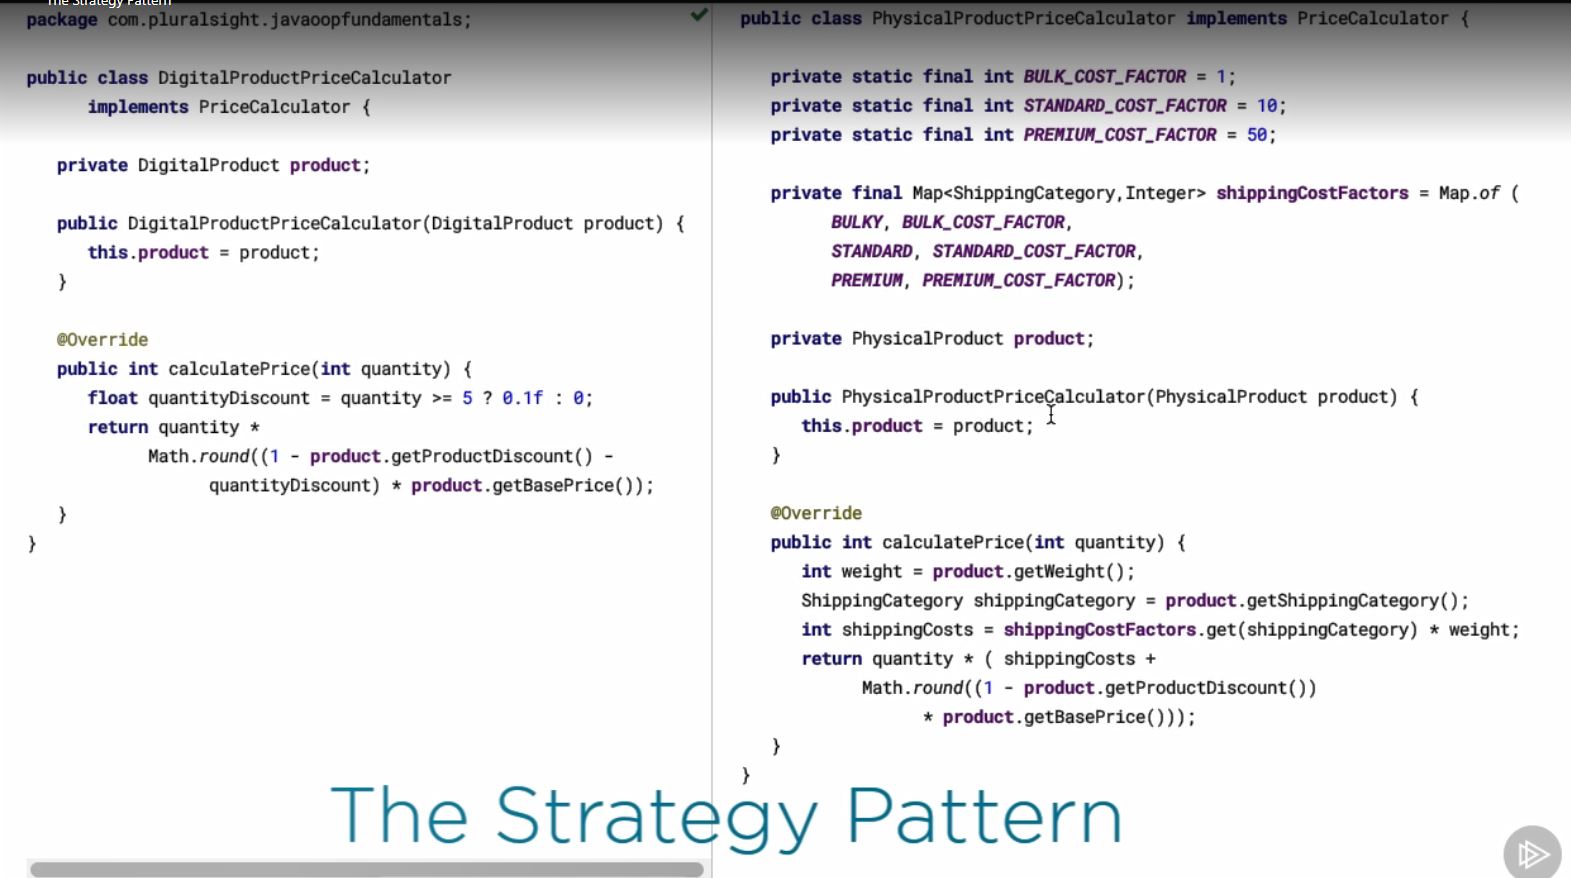 The Strategy Pattern
package com.pluralsight.javaoopfundamentals;
public class DigitalProductPriceCalculator
implements PriceCalculator {
private DigitalProduct product;
public DigitalProductPriceCalculator(DigitalProduct product) {
this.product = product;
}
@Override
public int calculatePrice(int quantity) {
float quantityDiscount = quantity >= 5 ? 0.1f : 0;
return quantity *
Math.round((1 - product.getProductDiscount() -
quantityDiscount) * product.getBasePrice());
}
}
public class PhysicalProductPriceCalculator implements PriceCalculator {
private static final int BULK_COST_FACTOR = 1;
private static final int STANDARD_COST_FACTOR = 10;
private static final int PREMIUM_COST_FACTOR = 50;
private final Map<ShippingCategory,Integer> shippingCostFactors = Map.of (
BULKY, BULK_COST_FACTOR,
STANDARD, STANDARD_COST_FACTOR,
PREMIUM, PREMIUM_COST_FACTOR);
private PhysicalProduct product;
public PhysicalProductPriceCalculator(PhysicalProduct product) {
this.product = product;
}
@Override
public int calculatePrice(int quantity) {
int weight = product.getWeight();
ShippingCategory shippingCategory = product.getShippingCategory();
int shippingCosts = shippingCostFactors.get(shippingCategory) * weight;
return quantity * ( shippingCosts +
Math.round((1 - product.getProductDiscount())
* product.getBasePrice()));
}
}
The Strategy Pattern